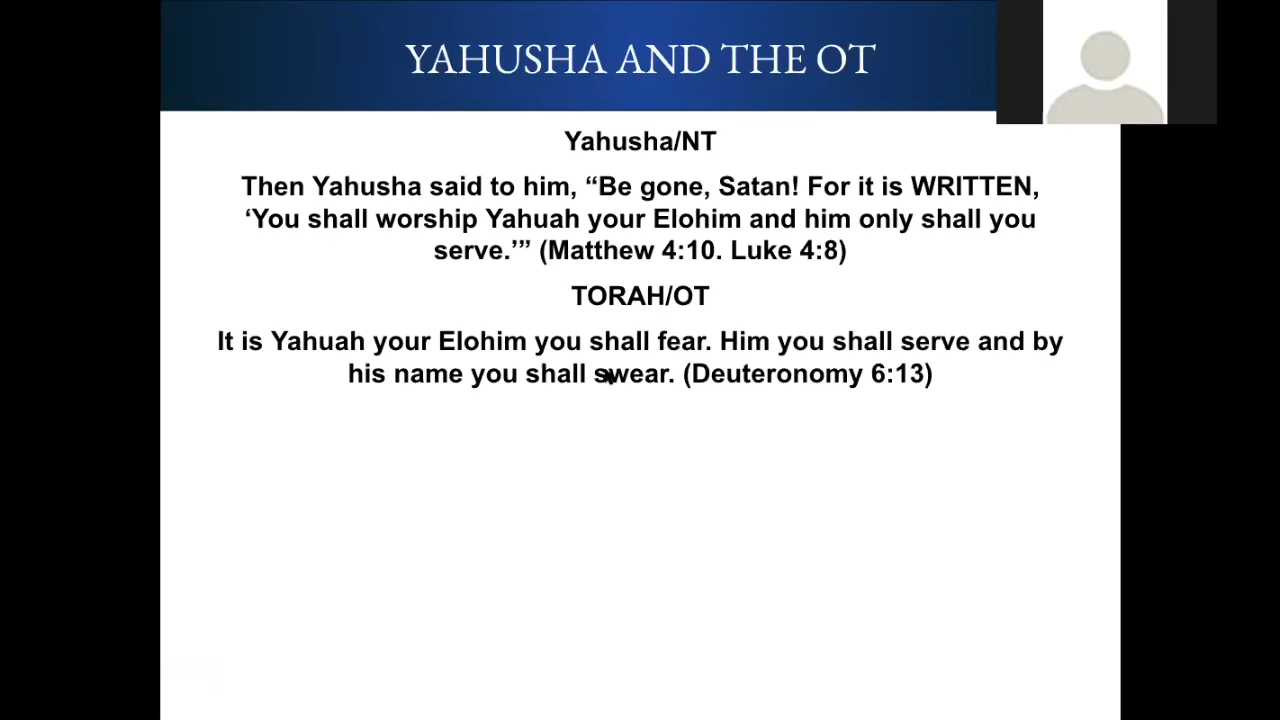 YAHUSHA AND THE OT
Yahusha/NT
Then Yahusha said to him, “Be gone, Satan! For it is WRITTEN,
‘You shall worship Yahuah your Elohim and him only shall you
serve.’” (Matthew 4:10. Luke 4:8)
TORAH/OT
It is Yahuah your Elohim you shall fear. Him you shall serve and by
his name you shall swear. (Deuteronomy 6:13)